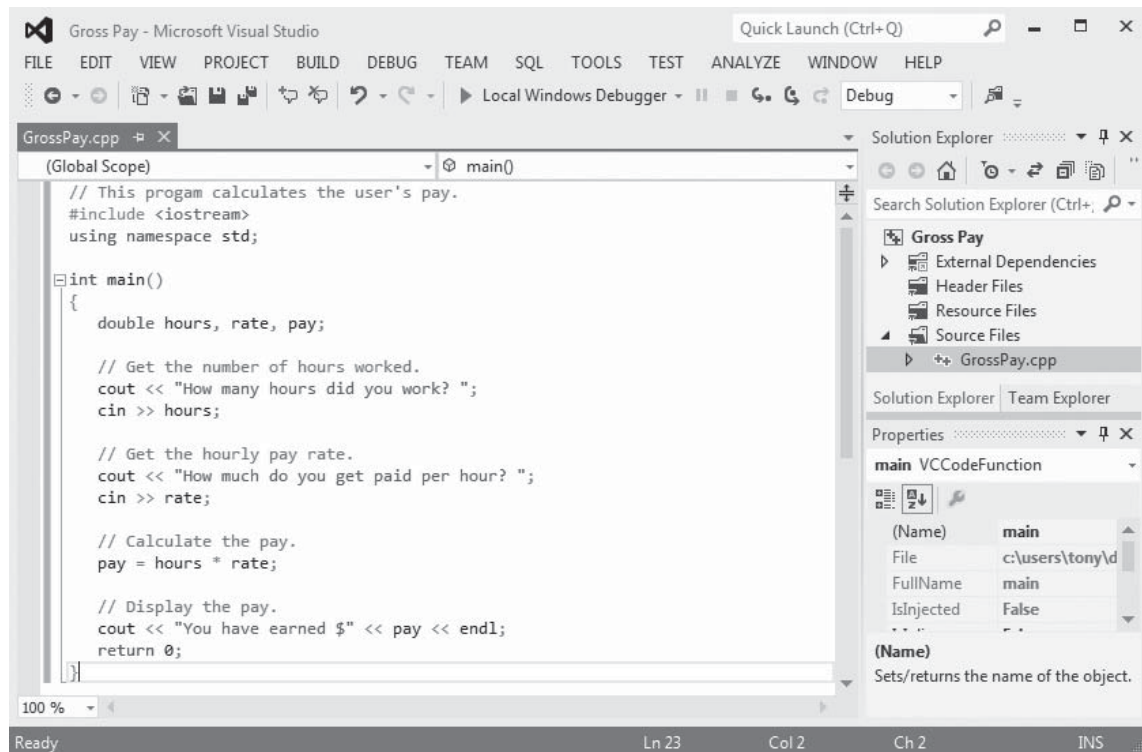 Gross Pay - Microsoft Visual Studio
Quick Launch (Ctrl+Q)
FILE EDIT VIEW PROJECT BUILD DEBUG TEAM SQL TOOLS TEST ANALYZE WINDOW HELP
Local Windows Debugger
Debug
GrossPay.cpp
(Global Scope)
main()
// This progam calculates the user's pay.
#include <iostream>
using namespace std;
int main()
{
double hours, rate, pay;
// Get the number of hours worked.
cout << "How many hours did you work? ";
cin >> hours;
// Get the hourly pay rate.
cout << "How much do you get paid per hour? ";
cin >> rate;
// Calculate the pay.
pay = hours * rate;
// Display the pay.
cout << "You have earned $" << pay << endl;
return 0;
}
100 %
Solution Explorer
Search Solution Explorer (Ctrl+;
Gross Pay
External Dependencies
Header Files
Resource Files
Source Files
GrossPay.cpp
Solution Explorer Team Explorer
Properties
main VCCodeFunction
(Name) main
File c:\users\tony\d
FullName main
IsInjected False
(Name)
Sets/returns the name of the object.
Ready Ln 23 Col 2 Ch 2 INS